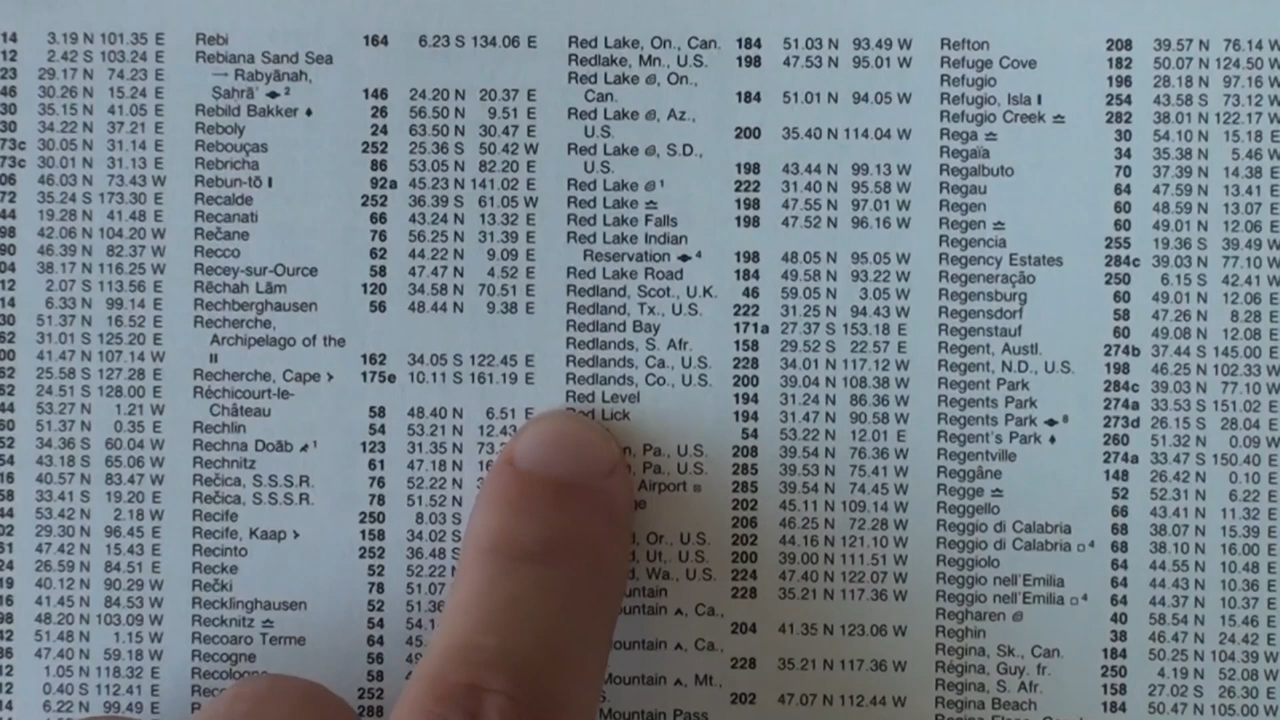 14 3.19 N 101.35 E
12 2.42 S 103.24 E
23 29.17 N 74.23 E
46 30.26 N 15.24 E
30 35.15 N 41.05 E
30 34.22 N 37.21 E
73c 30.05 N 31.14 E
73c 30.01 N 31.13 E
06 46.03 N 73.43 W
72 35.24 S 173.30 E
44 19.28 N 41.48 E
98 42.06 N 104.20 W
90 46.39 N 82.37 W
04 38.17 N 116.25 W
12 2.07 S 113.56 E
14 6.33 N 99.14 E
30 51.37 N 16.52 E
62 31.01 S 125.20 E
00 41.47 N 107.14 W
62 25.58 S 127.28 E
62 24.51 S 128.00 E
44 53.27 N 1.21 W
60 51.37 N 0.35 E
52 34.36 S 60.04 W
54 43.18 S 65.06 W
16 40.57 N 83.47 W
58 33.41 S 19.20 E
44 53.42 N 2.18 W
02 29.30 N 96.45 E
61 47.42 N 15.43 E
24 26.59 N 84.51 E
19 40.12 N 90.29 W
16 41.45 N 84.53 W
98 48.20 N 103.09 W
42 51.48 N 1.15 W
36 47.40 N 59.18 W
12 1.05 N 118.32 E
12 0.40 S 112.41 E
14 6.22 N 99.49 E
Rebi 164 6.23 S 134.06 E
Rebiana Sand Sea
→ Rabyānah,
Ṣaḥrā' ² 146 24.20 N 20.37 E
Rebild Bakker ♦ 26 56.50 N 9.51 E
Reboly 24 63.50 N 30.47 E
Rebouças 252 25.36 S 50.42 W
Rebricha 86 53.05 N 82.20 E
Rebun-tō I 92a 45.23 N 141.02 E
Recalde 252 36.39 S 61.05 W
Recanati 66 43.24 N 13.32 E
Rečane 76 56.25 N 31.39 E
Recco 62 44.22 N 9.09 E
Recey-sur-Ource 58 47.47 N 4.52 E
Rēchah Lām 120 34.58 N 70.51 E
Rechberghausen 56 48.44 N 9.38 E
Recherche,
Archipelago of the
II 162 34.05 S 122.45 E
Recherche, Cape > 175e 10.11 S 161.19 E
Réchicourt-le-
Château 58 48.40 N 6.51 E
Rechlin 54 53.21 N 12.43
Rechna Doāb ¹ 123 31.35 N 73.
Rechnitz 61 47.18 N 16
Rečica, S.S.S.R. 76 52.22 N
Rečica, S.S.S.R. 78 51.52 N
Recife 250 8.03 S
Recife, Kaap > 158 34.02 S
Recinto 252 36.48 S
Recke 52 52.22 N
Rečki 78 51.07
Recklinghausen 52 51.36
Recknitz ≃ 54 54.1
Recoaro Terme 64 45.
Recogne 56 49
Recologne 58
Reco 252
288
Red Lake, On., Can. 184 51.03 N 93.49 W
Redlake, Mn., U.S. 198 47.53 N 95.01 W
Red Lake, On.,
Can. 184 51.01 N 94.05 W
Red Lake, Az.,
U.S. 200 35.40 N 114.04 W
Red Lake, S.D.,
U.S. 198 43.44 N 99.13 W
Red Lake ¹ 222 31.40 N 95.58 W
Red Lake ≃ 198 47.55 N 97.01 W
Red Lake Falls 198 47.52 N 96.16 W
Red Lake Indian
Reservation ⁴ 198 48.05 N 95.05 W
Red Lake Road 184 49.58 N 93.22 W
Redland, Scot., U.K. 46 59.05 N 3.05 W
Redland, Tx., U.S. 222 31.25 N 94.43 W
Redland Bay 171a 27.37 S 153.18 E
Redlands, S. Afr. 158 29.52 S 22.57 E
Redlands, Ca., U.S. 228 34.01 N 117.12 W
Redlands, Co., U.S. 200 39.04 N 108.38 W
Red Level 194 31.24 N 86.36 W
Red Lick 194 31.47 N 90.58 W
54 53.22 N 12.01 E
n, Pa., U.S. 208 39.54 N 76.36 W
, Pa., U.S. 285 39.53 N 75.41 W
Airport 285 39.54 N 74.45 W
ge 202 45.11 N 109.14 W
206 46.25 N 72.28 W
d, Or., U.S. 202 44.16 N 121.10 W
d, Ut., U.S. 200 39.00 N 111.51 W
d, Wa., U.S. 224 47.40 N 122.07 W
untain 228 35.21 N 117.36 W
ountain ʌ, Ca.,
204 41.35 N 123.06 W
ountain ʌ, Ca.,
228 35.21 N 117.36 W
Mountain ʌ, Mt.,
S. 202 47.07 N 112.44 W
Mountain Pass
Refton 208 39.57 N 76.14 W
Refuge Cove 182 50.07 N 124.50 W
Refugio 196 28.18 N 97.16 W
Refugio, Isla I 254 43.58 S 73.12 W
Refugio Creek ≃ 282 38.01 N 122.17 W
Rega ≃ 30 54.10 N 15.18 E
Regaïa 34 35.38 N 5.46 W
Regalbuto 70 37.39 N 14.38 E
Regau 64 47.59 N 13.41 E
Regen 60 48.59 N 13.07 E
Regen ≃ 60 49.01 N 12.06 E
Regencia 255 19.36 S 39.49 W
Regency Estates 284c 39.03 N 77.10 W
Regeneração 250 6.15 S 42.41 W
Regensburg 60 49.01 N 12.06 E
Regensdorf 58 47.26 N 8.28 E
Regenstauf 60 49.08 N 12.08 E
Regent, Austl. 274b 37.44 S 145.00 E
Regent, N.D., U.S. 198 46.25 N 102.33 W
Regent Park 284c 39.03 N 77.10 W
Regents Park 274a 33.53 S 151.02 E
Regents Park ⁸ 273d 26.15 S 28.04 E
Regent's Park ♦ 260 51.32 N 0.09 W
Regentville 274a 33.47 S 150.40 E
Reggâne 148 26.42 N 0.10 E
Regge ≃ 52 52.31 N 6.22 E
Reggello 66 43.41 N 11.32 E
Reggio di Calabria 68 38.07 N 15.39 E
Reggio di Calabria □⁴ 68 38.10 N 16.00 E
Reggiolo 64 44.55 N 10.48 E
Reggio nell'Emilia 64 44.43 N 10.36 E
Reggio nell'Emilia □⁴ 64 44.37 N 10.37 E
Regharen 40 58.54 N 15.46 E
Reghin 38 46.47 N 24.42 E
Regina, Sk., Can. 184 50.25 N 104.39 W
Régina, Guy. fr. 250 4.19 N 52.08 W
Regina, S. Afr. 158 27.02 S 26.30 E
Regina Beach 184 50.47 N 105.00 W